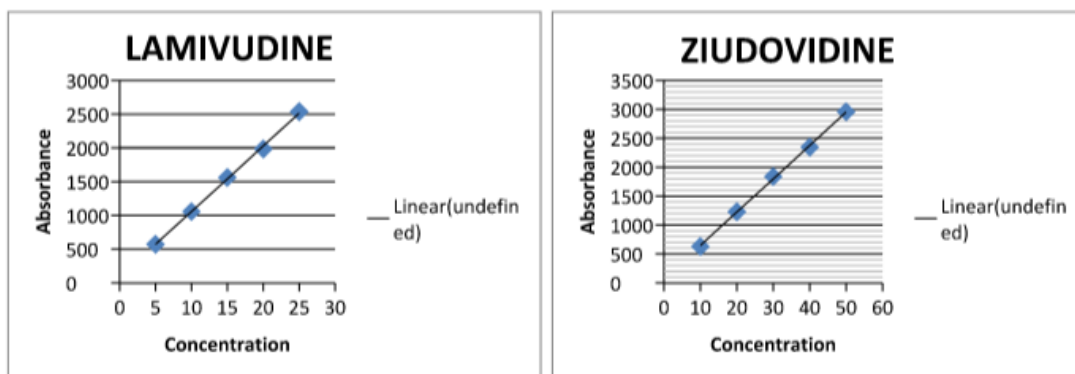 LAMIVUDINE
3000
2500
2000
1500
1000
500
0
Absorbance
0 5 10 15 20 25 30
Concentration
Linear(undefin
ed)
ZIUDOVIDINE
3500
3000
2500
2000
1500
1000
500
0
Absorbance
0 10 20 30 40 50 60
Concentration
Linear(undefin
ed)